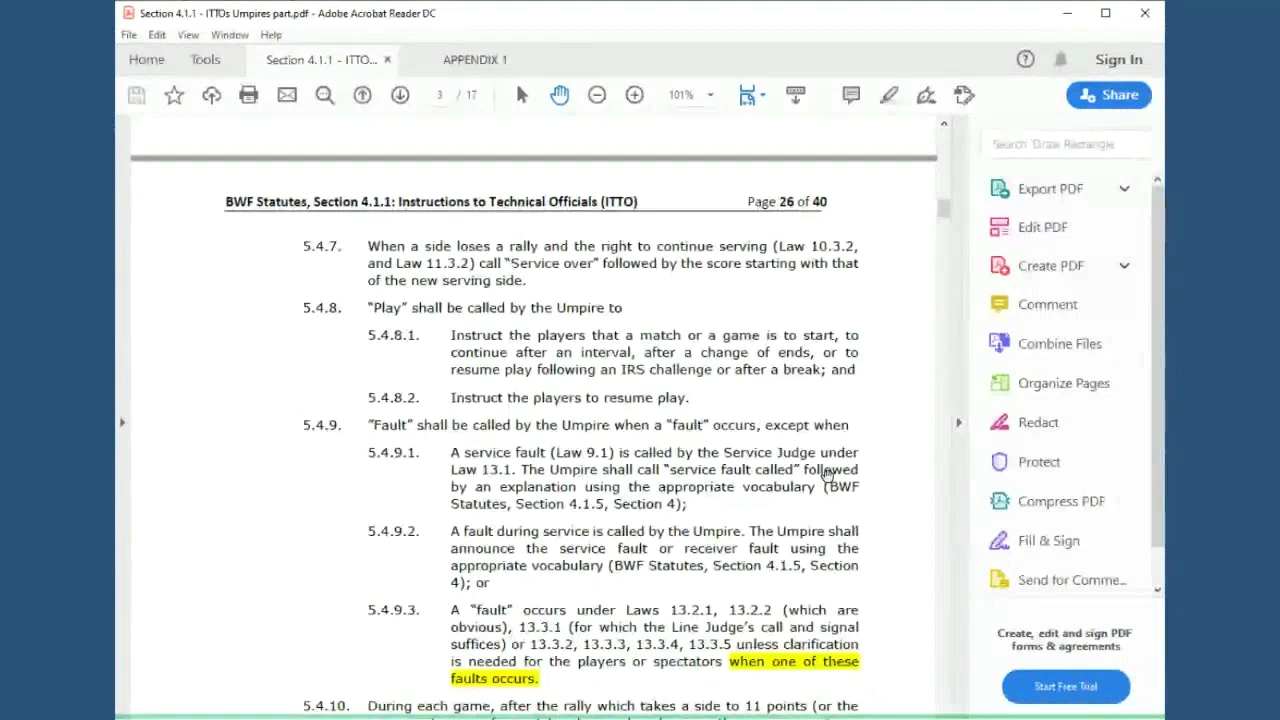 Section 4.1.1 - ITTOs Umpires part.pdf - Adobe Acrobat Reader DC
File Edit View Window Help
Home Tools Section 4.1.1 - ITTO... × APPENDIX 1 Sign In
3 / 17 101% Share
Search 'Draw Rectangle'
BWF Statutes, Section 4.1.1: Instructions to Technical Officials (ITTO) Page 26 of 40
5.4.7. When a side loses a rally and the right to continue serving (Law 10.3.2,
and Law 11.3.2) call “Service over” followed by the score starting with that
of the new serving side.
5.4.8. “Play” shall be called by the Umpire to
5.4.8.1. Instruct the players that a match or a game is to start, to
continue after an interval, after a change of ends, or to
resume play following an IRS challenge or after a break; and
5.4.8.2. Instruct the players to resume play.
5.4.9. “Fault” shall be called by the Umpire when a “fault” occurs, except when
5.4.9.1. A service fault (Law 9.1) is called by the Service Judge under
Law 13.1. The Umpire shall call “service fault called” followed
by an explanation using the appropriate vocabulary (BWF
Statutes, Section 4.1.5, Section 4);
5.4.9.2. A fault during service is called by the Umpire. The Umpire shall
announce the service fault or receiver fault using the
appropriate vocabulary (BWF Statutes, Section 4.1.5, Section
4); or
5.4.9.3. A “fault” occurs under Laws 13.2.1, 13.2.2 (which are
obvious), 13.3.1 (for which the Line Judge’s call and signal
suffices) or 13.3.2, 13.3.3, 13.3.4, 13.3.5 unless clarification
is needed for the players or spectators when one of these
faults occurs.
5.4.10. During each game, after the rally which takes a side to 11 points (or the
Export PDF
Edit PDF
Create PDF
Comment
Combine Files
Organize Pages
Redact
Protect
Compress PDF
Fill & Sign
Send for Comme...
Create, edit and sign PDF
forms & agreements
Start Free Trial